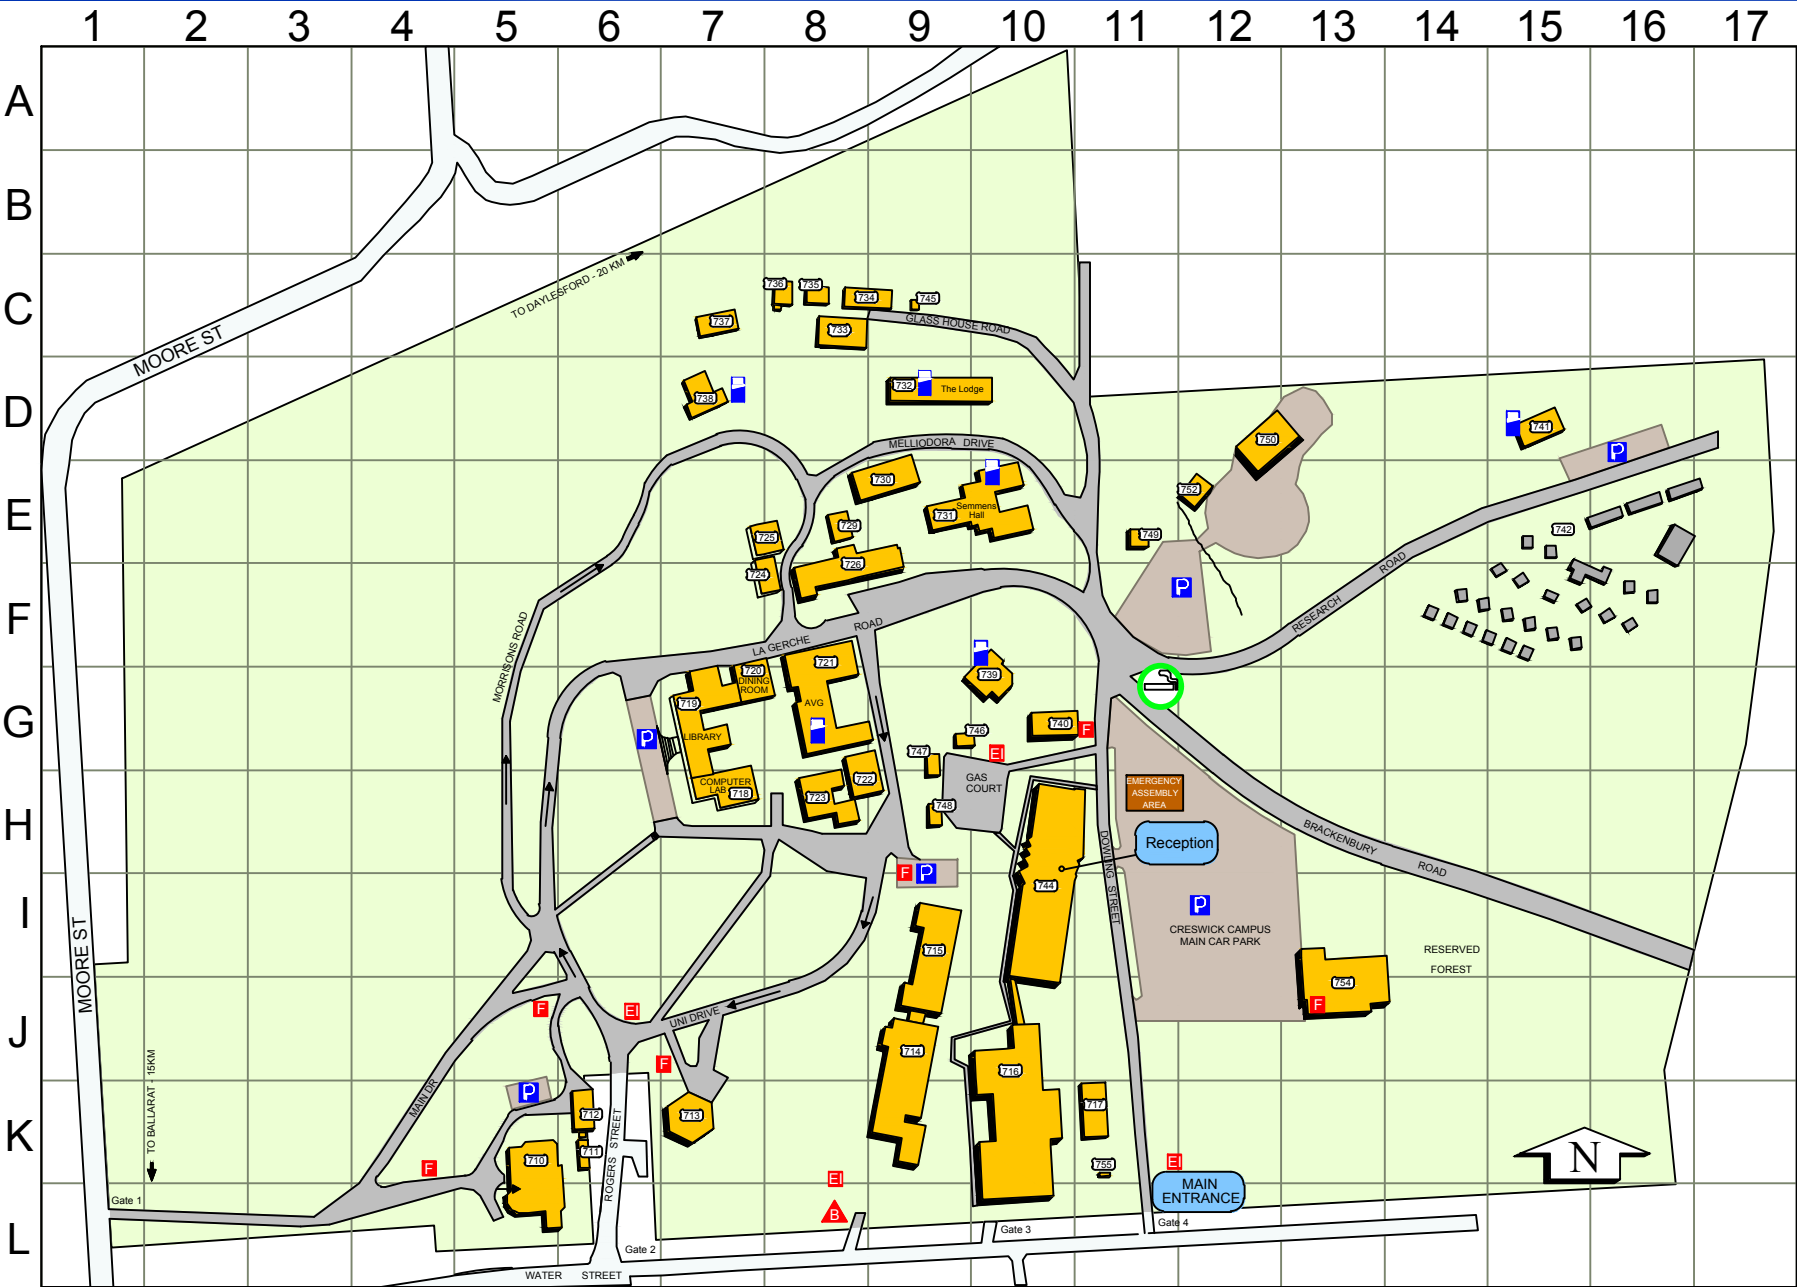 1 2 3 4 5 6 7 8 9 10 11 12 13 14 15 16 17
A
B
C
D
E
F
G
H
I
J
K
L
MOORE ST
TO DAYLESFORD - 20 KM
736
735
734
745
737
733
GLASS HOUSE ROAD
738
732
The Lodge
741
P
750
MELLIODORA DRIVE
730
731
Semmens
Hall
752
729
725
749
742
726
724
P
ROAD
RESEARCH
MORRISONS ROAD
LA GERCHE
ROAD
721
720
DINING
ROOM
739
719
AVG
LIBRARY
P
740
F
746
747
EI
GAS
COURT
722
COMPUTER
LAB
718
723
748
EMERGENCY
ASSEMBLY
AREA
Reception
DOWLING STREET
BRACKENBURY
ROAD
F
P
744
P
CRESWICK CAMPUS
MAIN CAR PARK
RESERVED
FOREST
715
754
F
MOORE ST
F
EI
UNI DRIVE
F
714
716
TO BALLARAT - 15KM
MAIN DR
P
712
713
717
711
710
ROGERS STREET
F
EI
755
EI
MAIN
ENTRANCE
N
Gate 1
B
Gate 2
Gate 3
Gate 4
WATER STREET